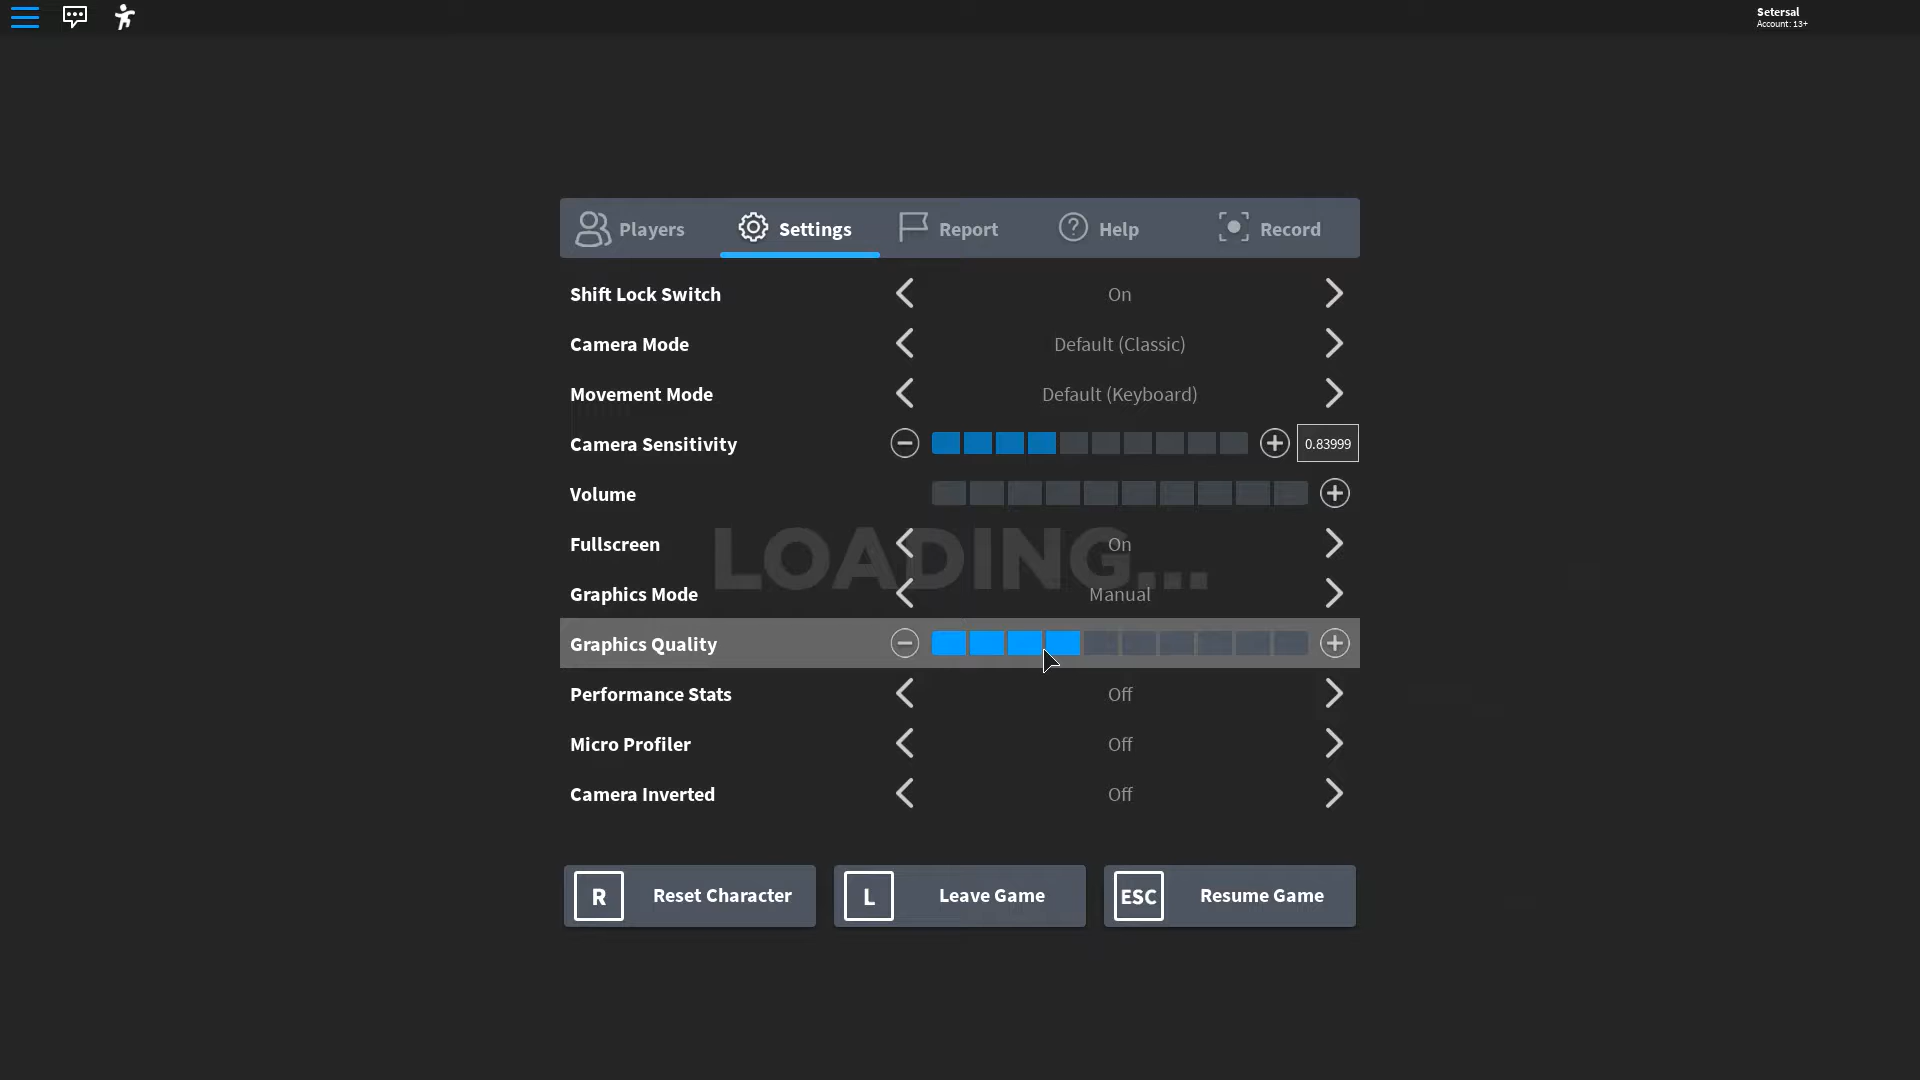 Setersal
Account: 13+
Players Settings Report Help Record
Shift Lock Switch On
Camera Mode Default (Classic)
Movement Mode Default (Keyboard)
Camera Sensitivity 0.83999
Volume
LOADING...
Fullscreen On
Graphics Mode Manual
Graphics Quality
Performance Stats Off
Micro Profiler Off
Camera Inverted Off
R Reset Character L Leave Game ESC Resume Game